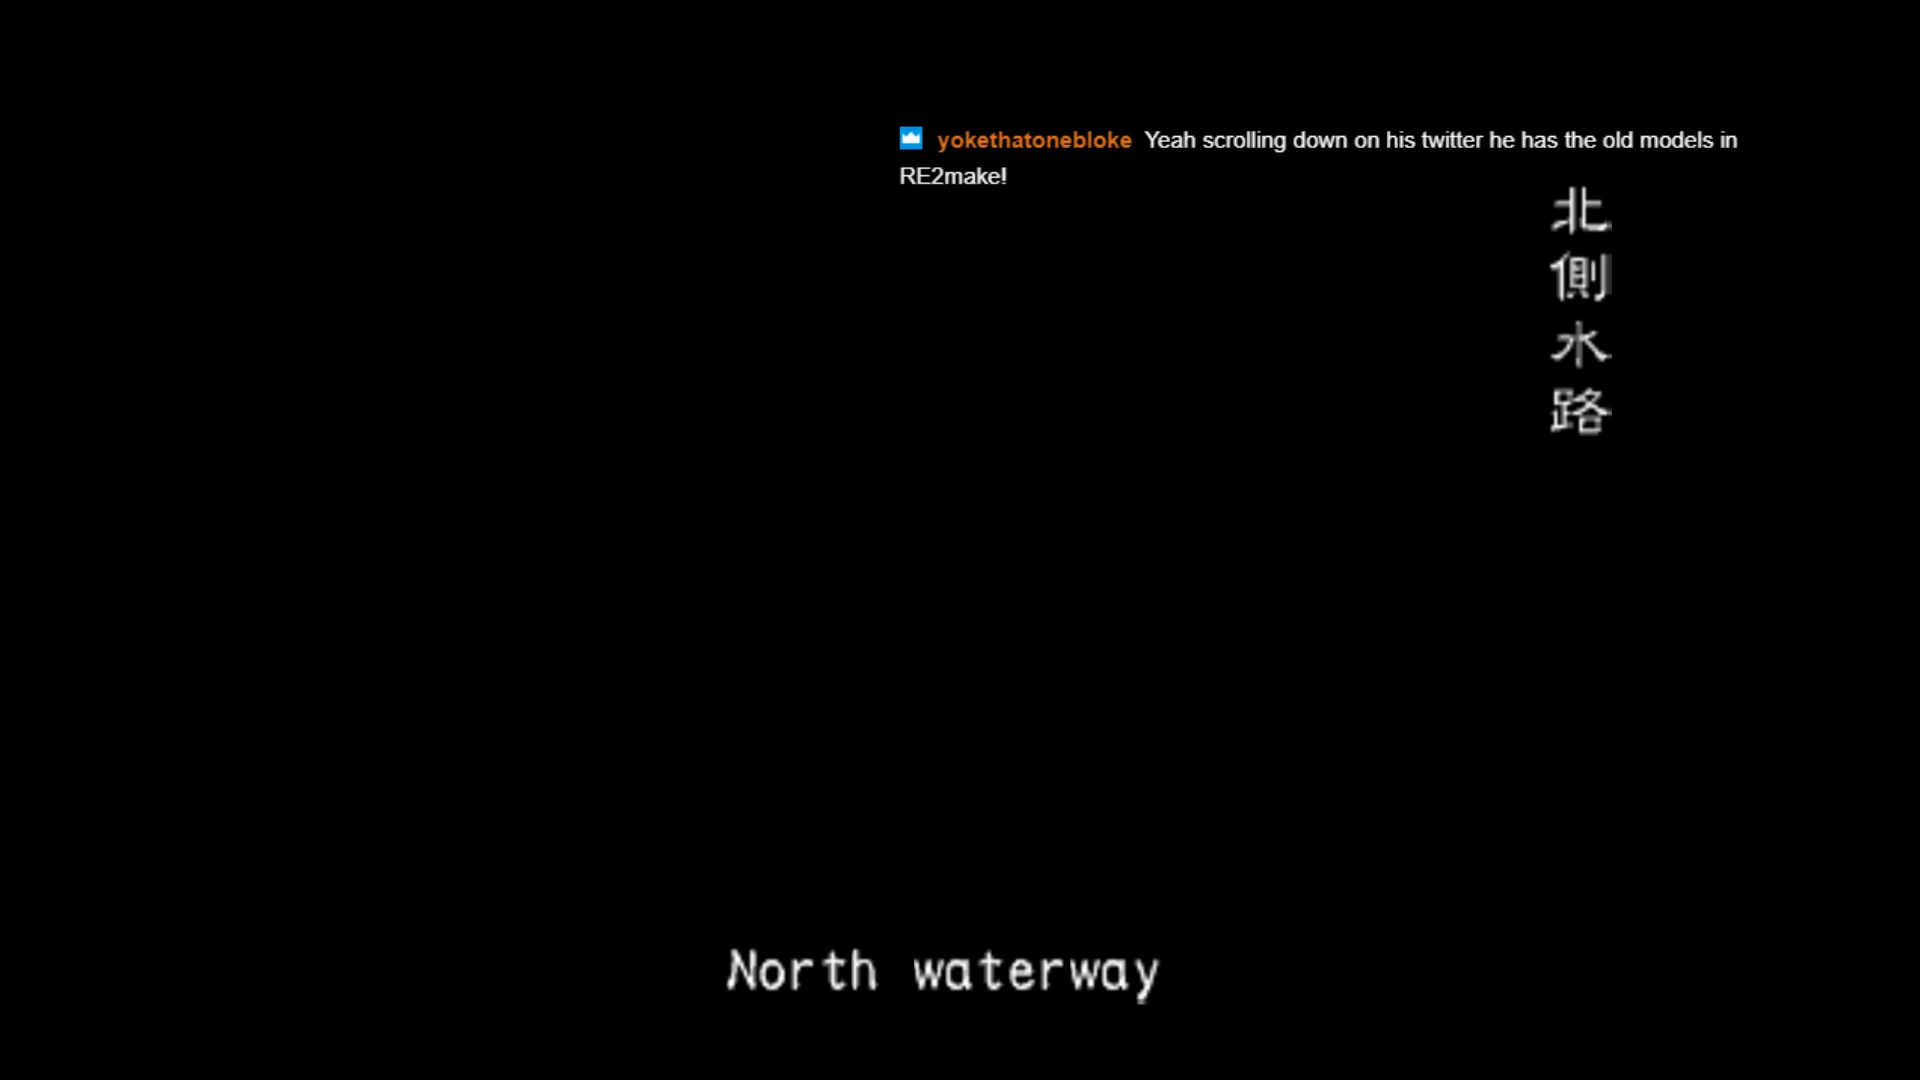 yokethatonebloke Yeah scrolling down on his twitter he has the old models in
RE2make!
北側水路
North waterway